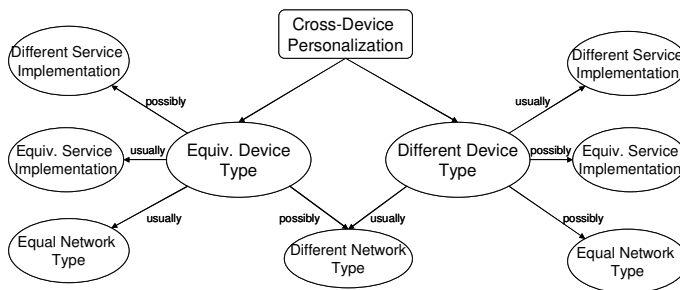 Cross-Device
Personalization
Different Service
Implementation
Different Service
Implementation
possibly
usually
Equiv. Service
Implementation
usually
Equiv. Device
Type
Different Device
Type
possibly
Equiv. Service
Implementation
usually
possibly
usually
possibly
Equal Network
Type
Different Network
Type
Equal Network
Type